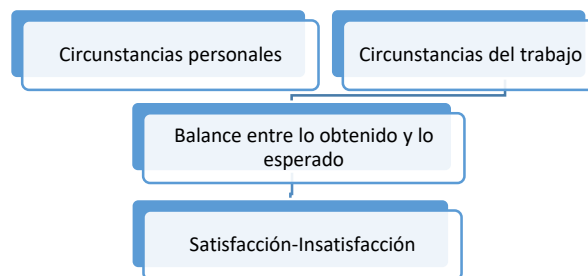 Circunstancias personales
Circunstancias del trabajo
Balance entre lo obtenido y lo
esperado
Satisfacción-Insatisfacción